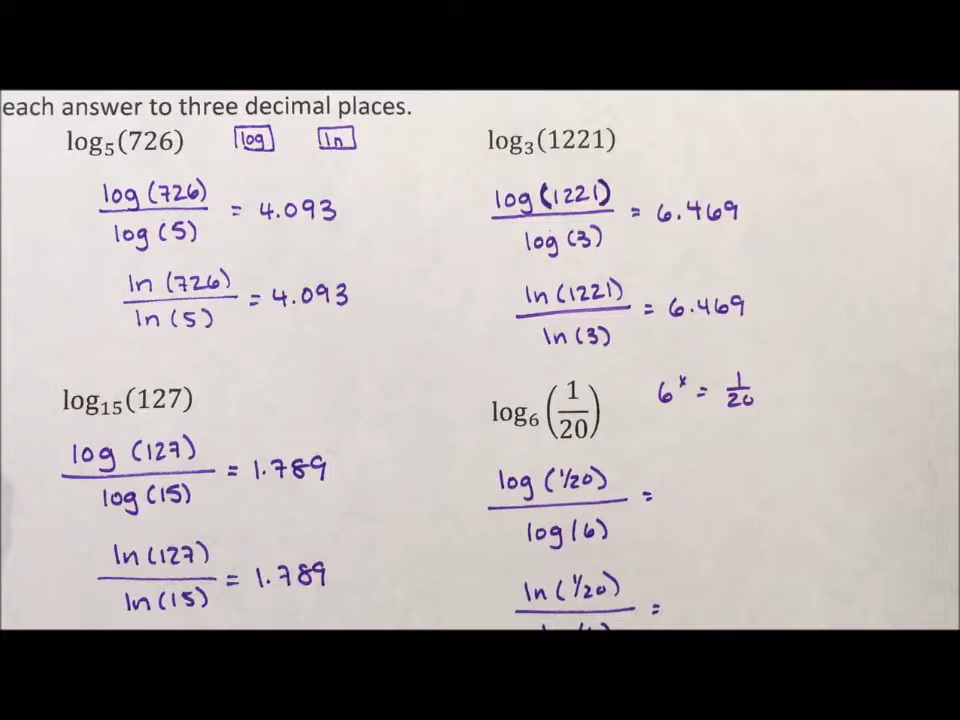 each answer to three decimal places.
log₅(726) log ln
log (726) / log (5) = 4.093
ln (726) / ln (5) = 4.093
log₁₅(127)
log (127) / log (15) = 1.789
ln (127) / ln (15) = 1.789
log₃(1221)
log (1221) / log (3) = 6.469
ln (1221) / ln (3) = 6.469
log₆(1/20) 6ˣ = 1/20
log (1/20) / log (6) =
ln (1/20) =